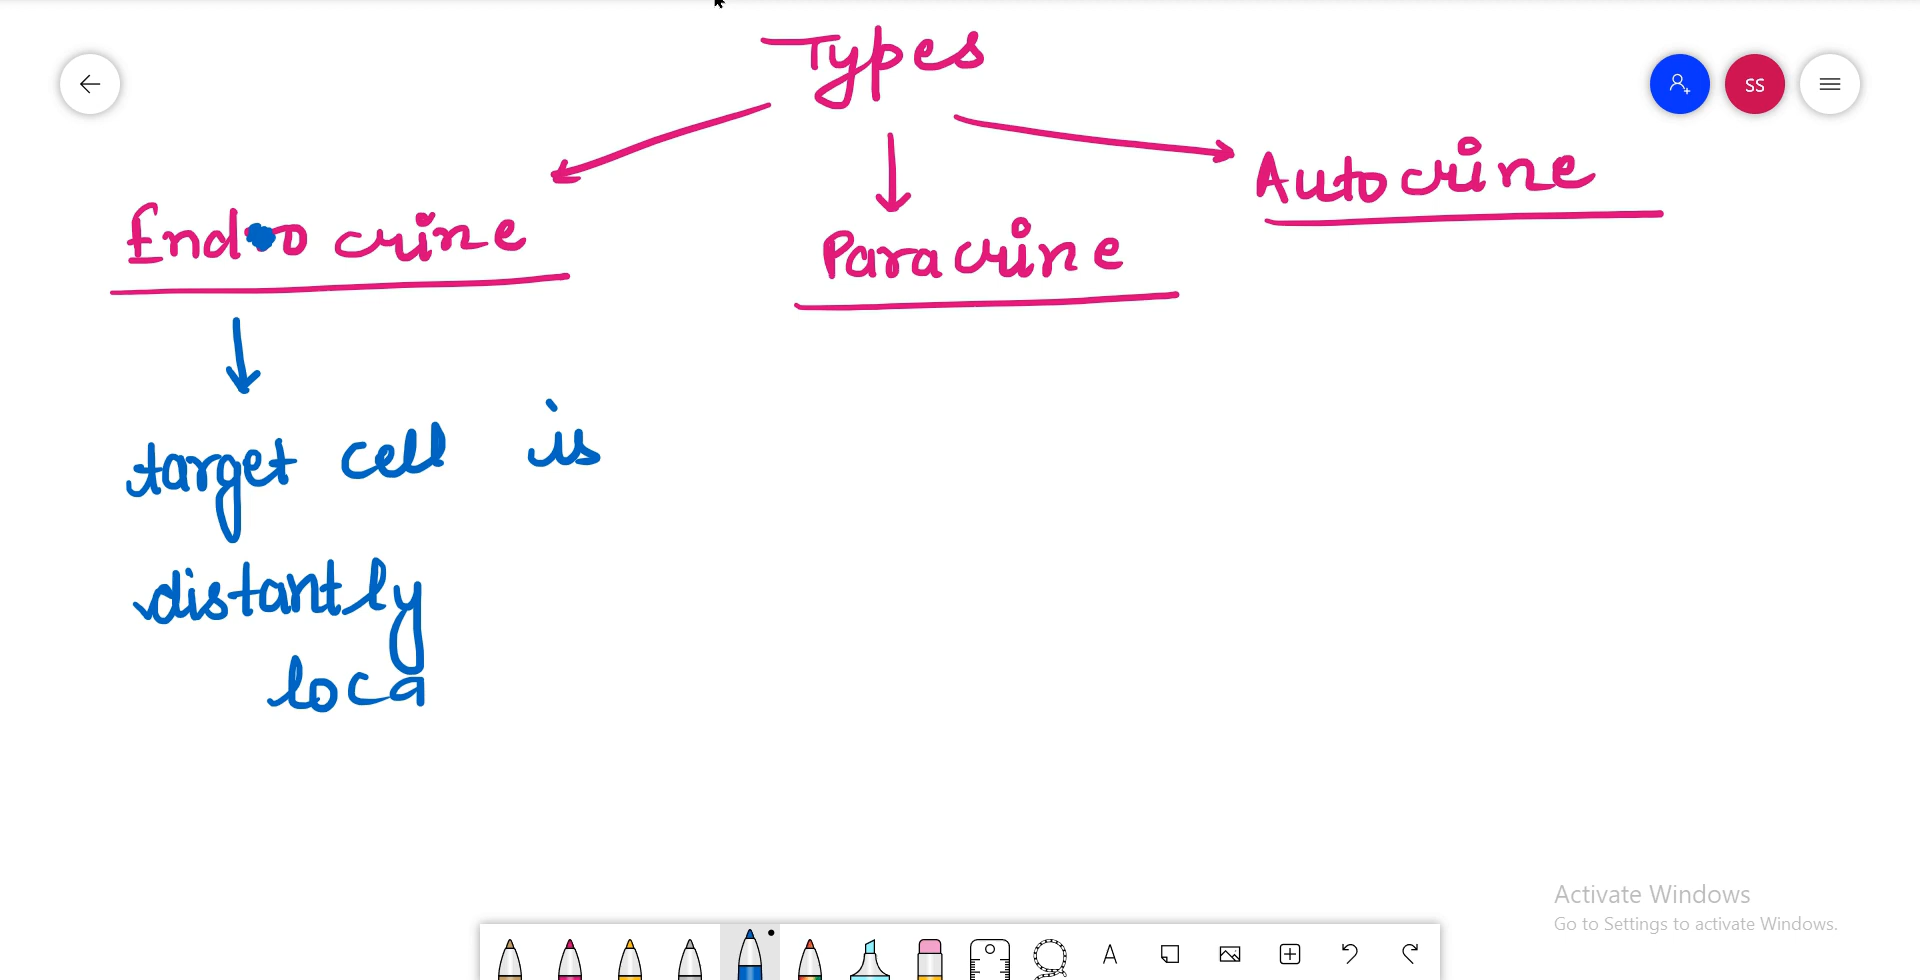 Types
SS
Autocrine
Endocrine
Paracrine
target cell is
distantly
loca
Activate Windows
Go to Settings to activate Windows.
A